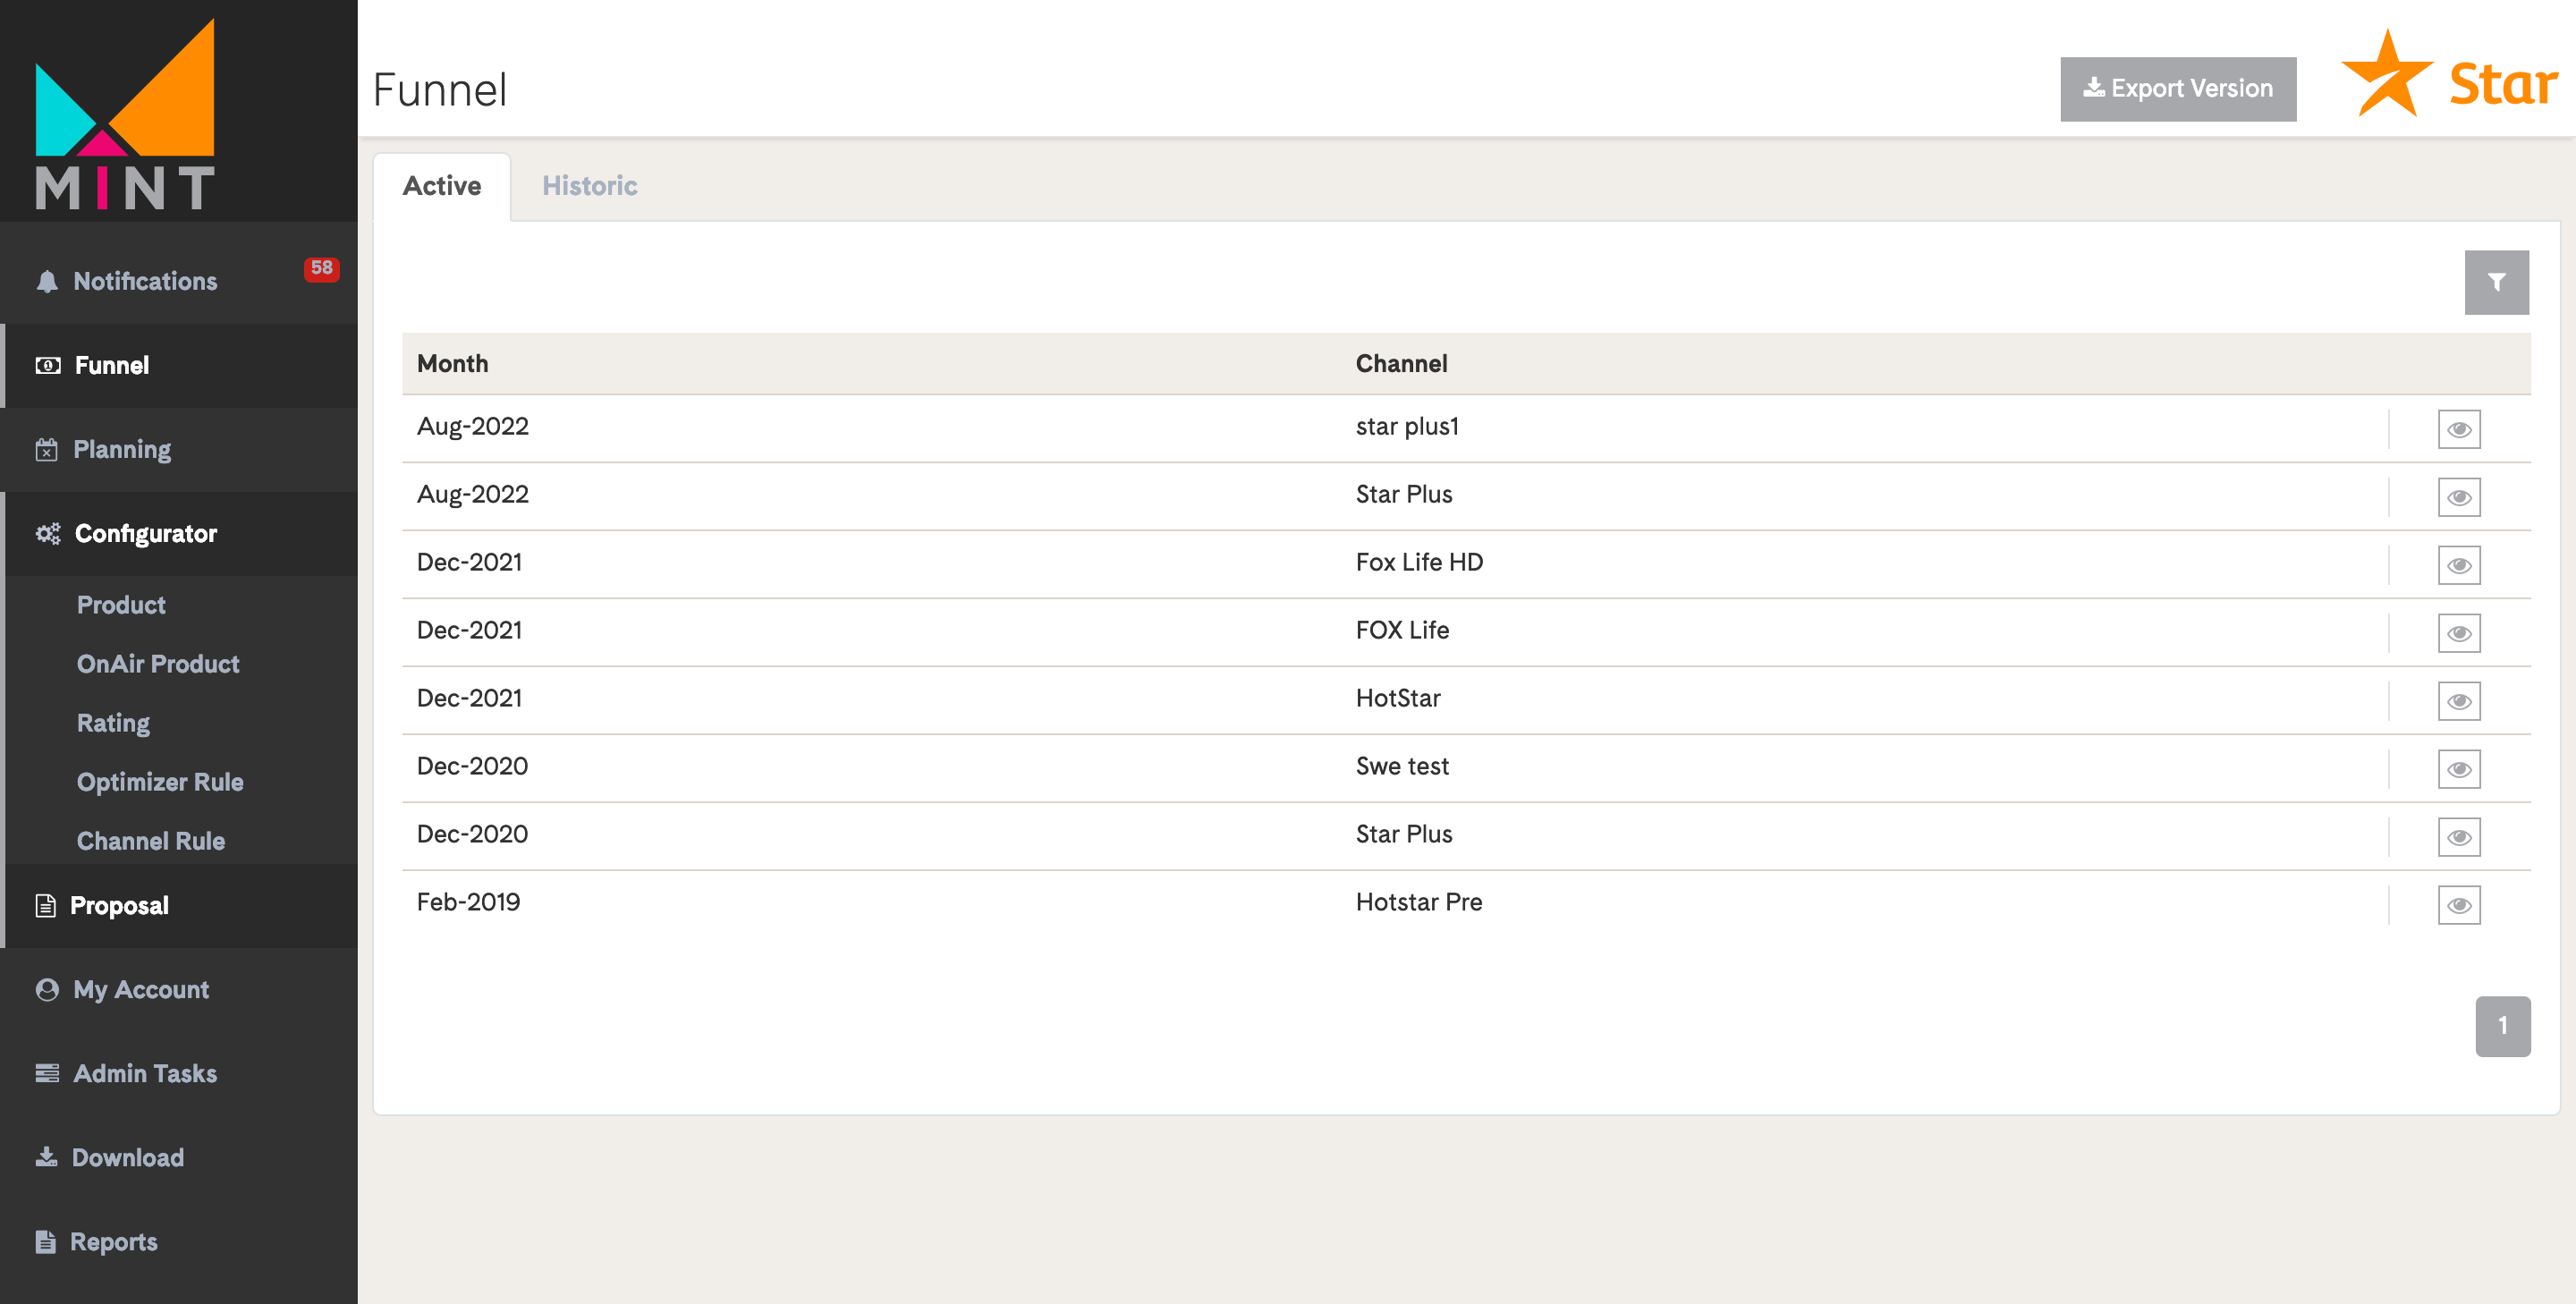 MINT
Notifications
58
Funnel
Planning
Configurator
Product
OnAir Product
Rating
Optimizer Rule
Channel Rule
Proposal
My Account
Admin Tasks
Download
Reports
Funnel
Export Version
Star
Active Historic
Month Channel
Aug-2022 star plus1
Aug-2022 Star Plus
Dec-2021 Fox Life HD
Dec-2021 FOX Life
Dec-2021 HotStar
Dec-2020 Swe test
Dec-2020 Star Plus
Feb-2019 Hotstar Pre
1